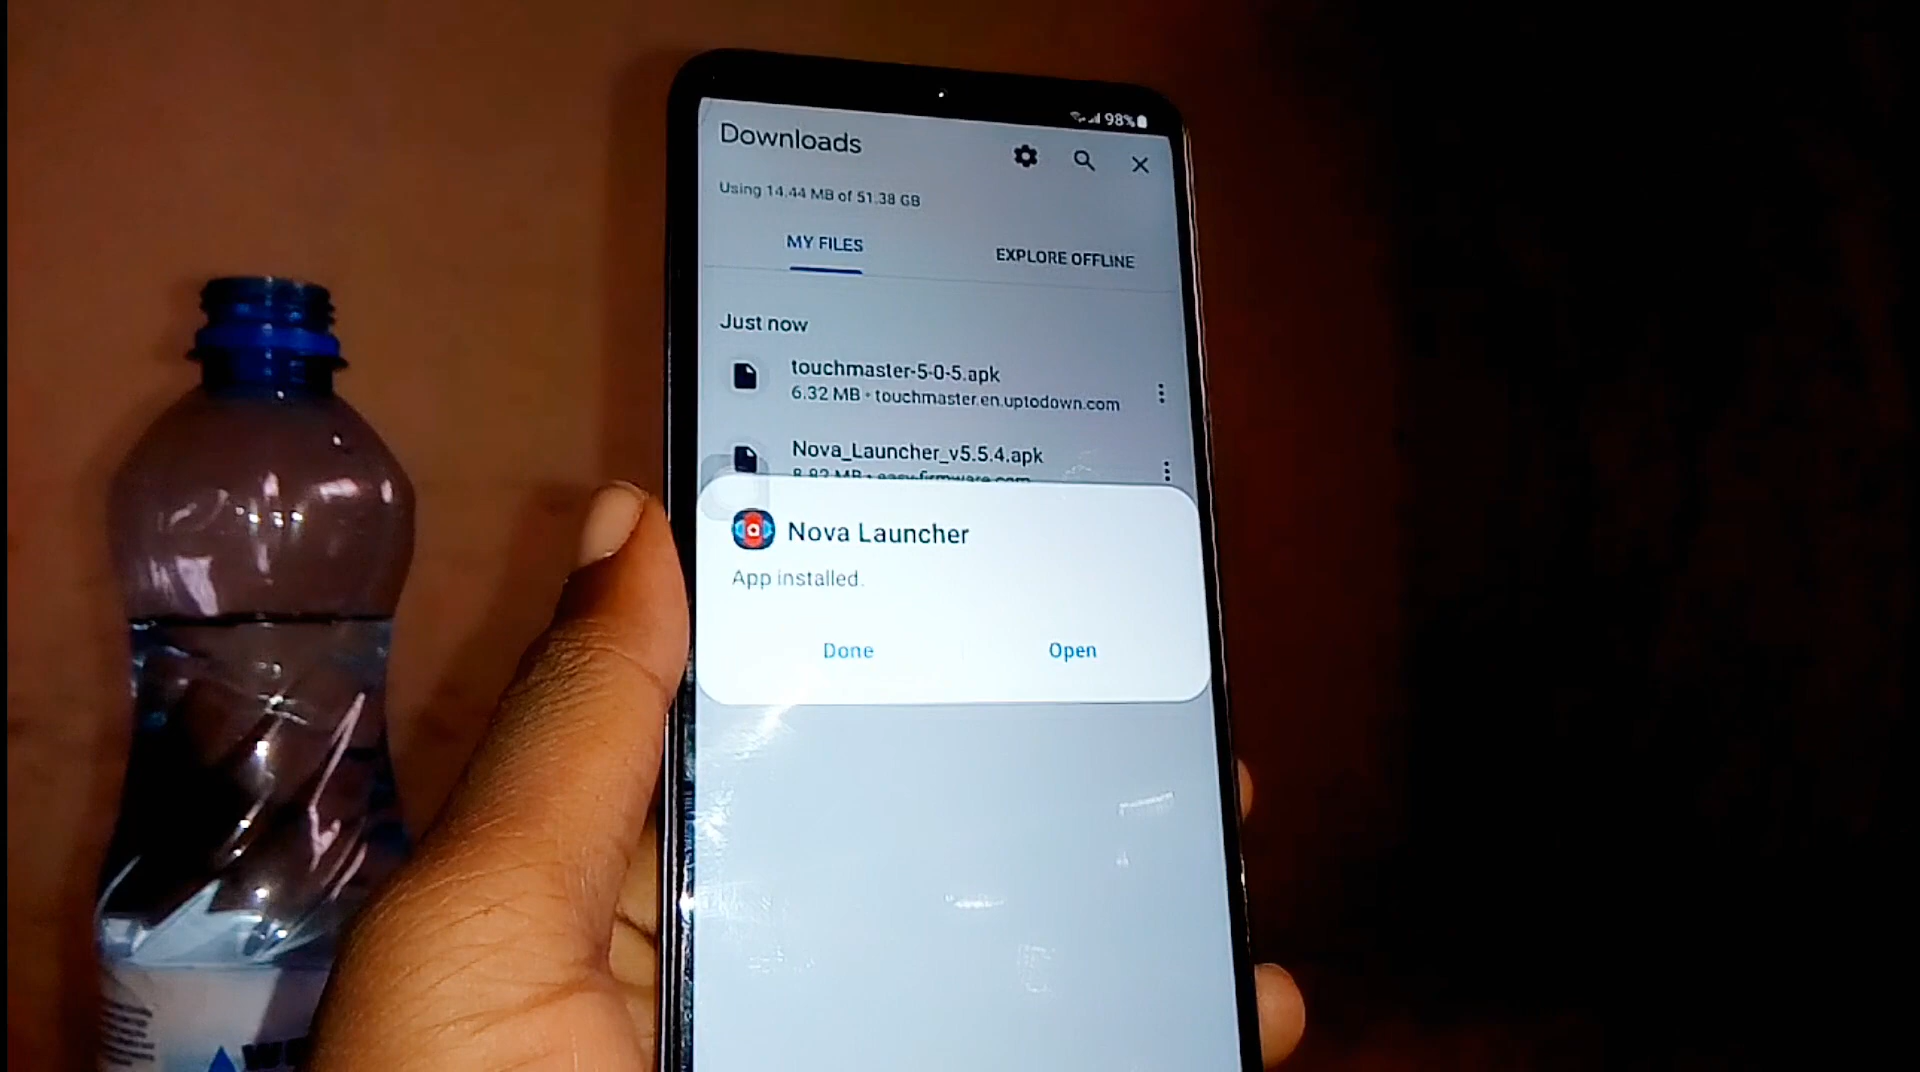 98%
Downloads
Using 14.44 MB of 51.38 GB
MY FILES
EXPLORE OFFLINE
Just now
touchmaster-5-0-5.apk
6.32 MB • touchmaster.en.uptodown.com
Nova_Launcher_v5.5.4.apk
8.82 MB • easy-firmware.com
Nova Launcher
App installed.
Done
Open